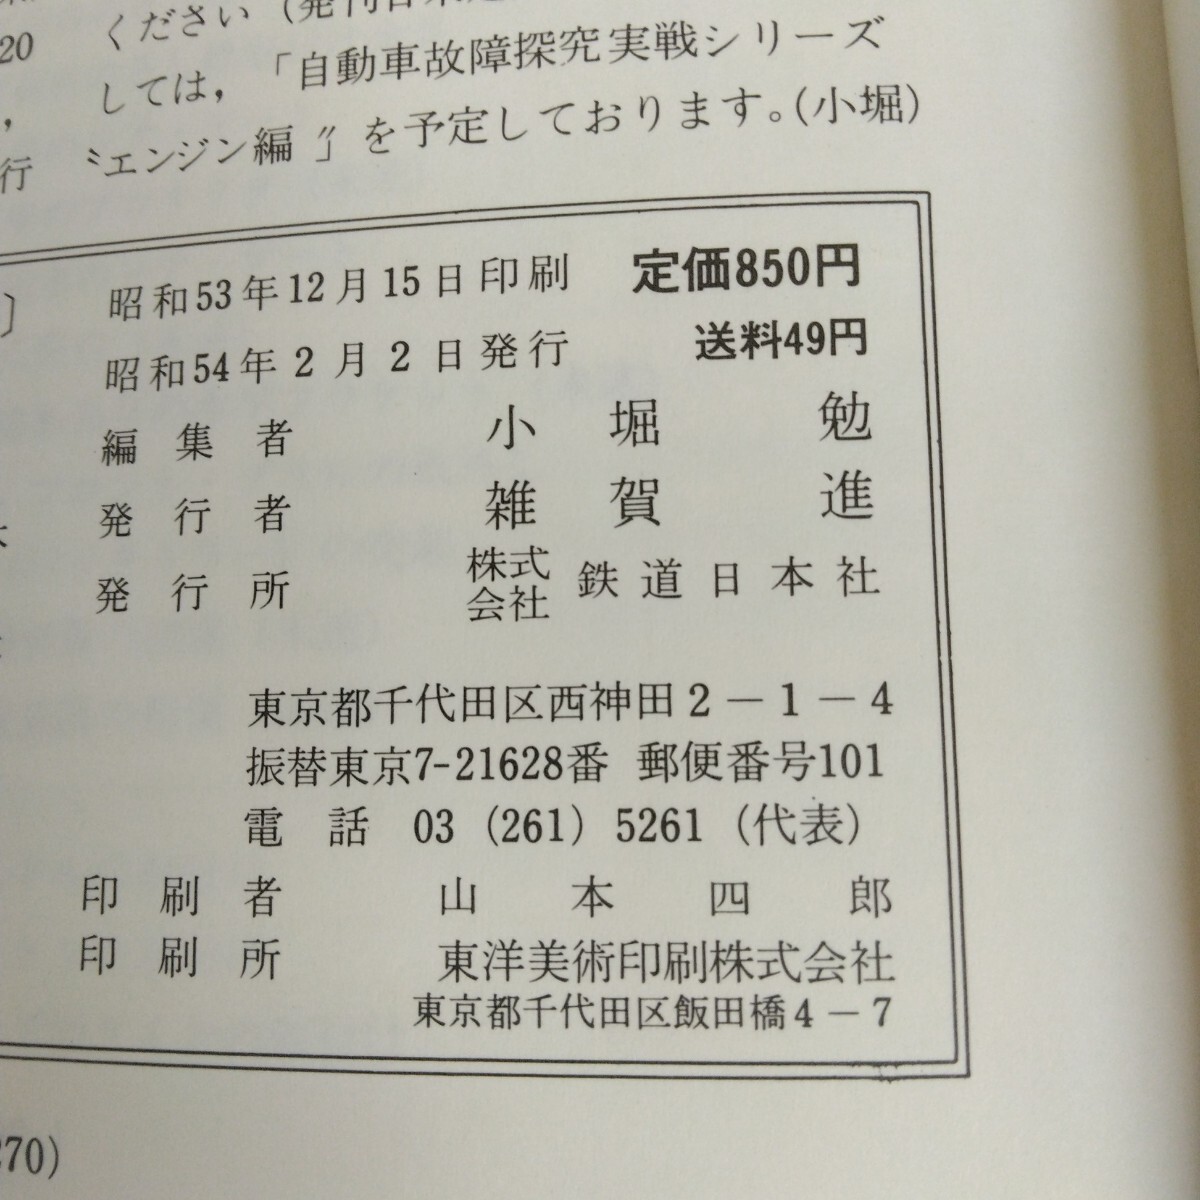 20 ください
しては,「自動車故障探究実戦シリーズ
行 〝エンジン編〟」を予定しております。(小堀)
昭和53年12月15日印刷 定価850円
昭和54年2月2日発行 送料49円
編集者 小堀勉
発行者 雑賀進
発行所 株式会社 鉄道日本社
東京都千代田区西神田2-1-4
振替東京7-21628番 郵便番号101
電話 03(261)5261(代表)
印刷者 山本四郎
印刷所 東洋美術印刷株式会社
東京都千代田区飯田橋4-7
270)